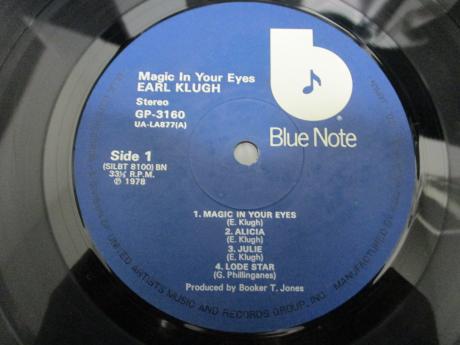 Magic In Your Eyes
EARL KLUGH
Stereo
GP-3160
UA-LA877(A)
Blue Note
Side 1
(SILBT 8100) BN
33⅓ R.P.M.
℗ 1978
1. MAGIC IN YOUR EYES
(E. Klugh)
2. ALICIA
(E. Klugh)
3. JULIE
(E. Klugh)
4. LODE STAR
(G. Phillinganes)
Produced by Booker T. Jones
OF UNITED ARTISTS MUSIC AND RECORDS GROUP, INC.
MANUFACTURED